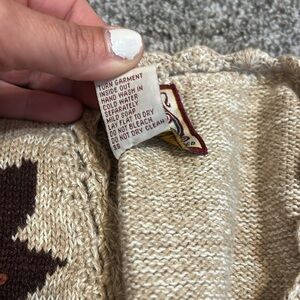 TURN GARMENT
INSIDE OUT
HAND WASH IN
COLD WATER
SEPARATELY
MILD SOAP
LAY FLAT TO DRY
DO NOT BLEACH
DO NOT DRY CLEAN